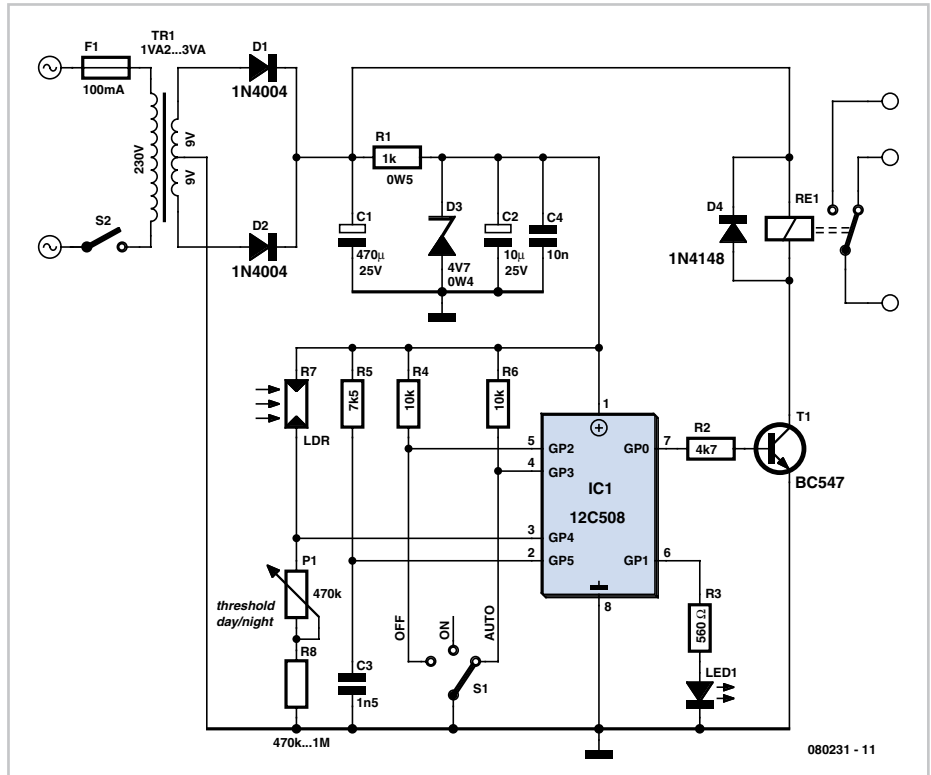 TR1
1VA2...3VA
F1
100mA
230V
9V
9V
S2
D1
1N4004
D2
1N4004
R1
1k
0W5
C1
470µ
25V
D3
4V7
0W4
C2
10µ
25V
C4
10n
D4
1N4148
RE1
R7
LDR
R5
7k5
R4
10k
R6
10k
1
5
GP2
4
GP3
3
GP4
2
GP5
IC1
12C508
GP0
7
GP1
6
8
R2
4k7
T1
BC547
R3
560 Ω
LED1
P1
470k
threshold
day/night
R8
470k...1M
C3
1n5
OFF
ON
AUTO
S1
080231 - 11